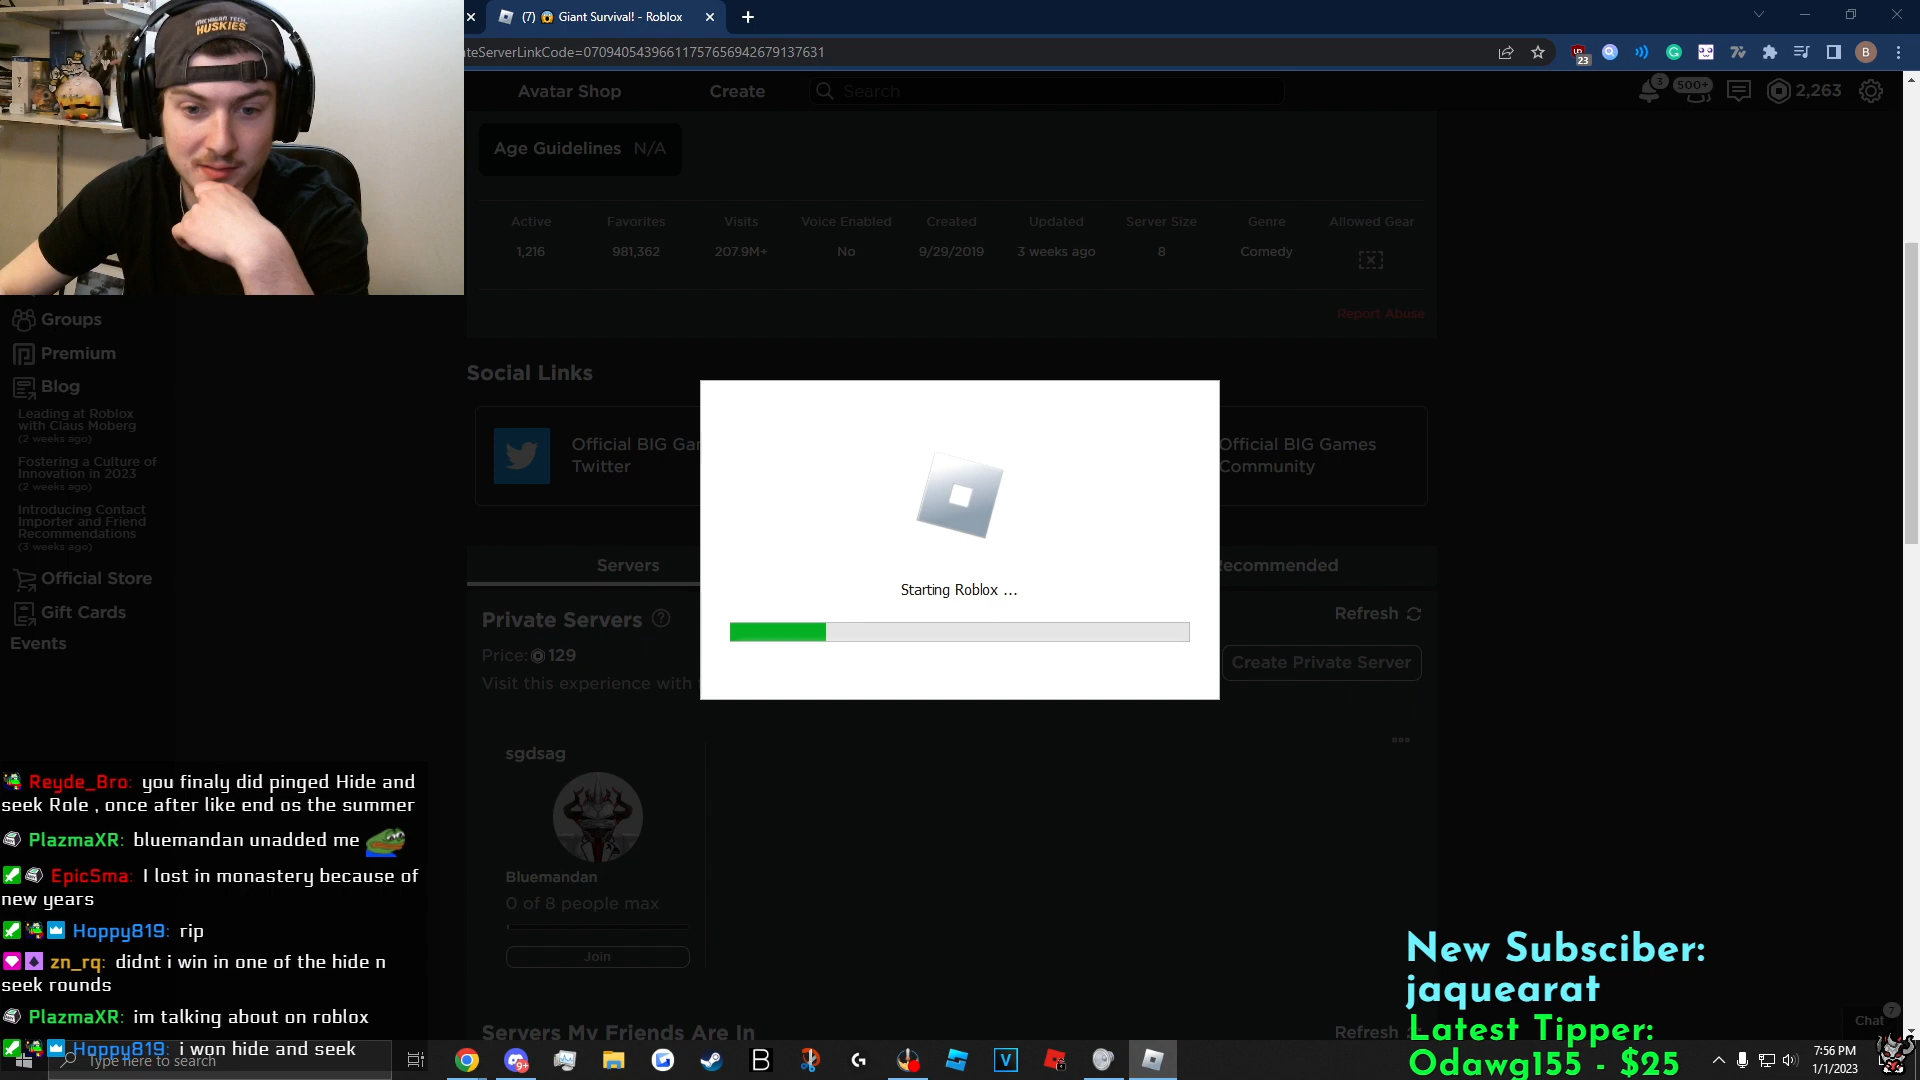 MICHIGAN TECH
HUSKIES
(7) 😱 Giant Survival! - Roblox
ateServerLinkCode=07094054396611757656942679137631
23
B
Avatar Shop
Create
Search
3
500+
2,263
Age Guidelines N/A
Active Favorites Visits Voice Enabled Created Updated Server Size Genre Allowed Gear
1,216 981,362 207.9M+ No 9/29/2019 3 weeks ago 8 Comedy
Report Abuse
Groups
Premium
Blog
Leading at Roblox
with Claus Moberg
(2 weeks ago)
Fostering a Culture of
Innovation in 2023
(2 weeks ago)
Introducing Contact
Importer and Friend
Recommendations
(3 weeks ago)
Official Store
Gift Cards
Events
Social Links
Official BIG Gam
Twitter
Official BIG Games
Community
Starting Roblox ...
Servers
ecommended
Private Servers
Refresh
Price: 129
Create Private Server
Visit this experience with
sgdsag
Bluemandan
0 of 8 people max
Join
Servers My Friends Are In
Refresh
Reyde_Bro: you finaly did pinged Hide and
seek Role , once after like end os the summer
PlazmaXR: bluemandan unadded me
EpicSma: I lost in monastery because of
new years
Hoppy819: rip
zn_rq: didnt i win in one of the hide n
seek rounds
PlazmaXR: im talking about on roblox
Hoppy819: i won hide and seek
New Subsciber:
jaquearat
Latest Tipper:
Odawg155 - $25
Chat
7
Type here to search
9+
B
V
7:56 PM
1/1/2023